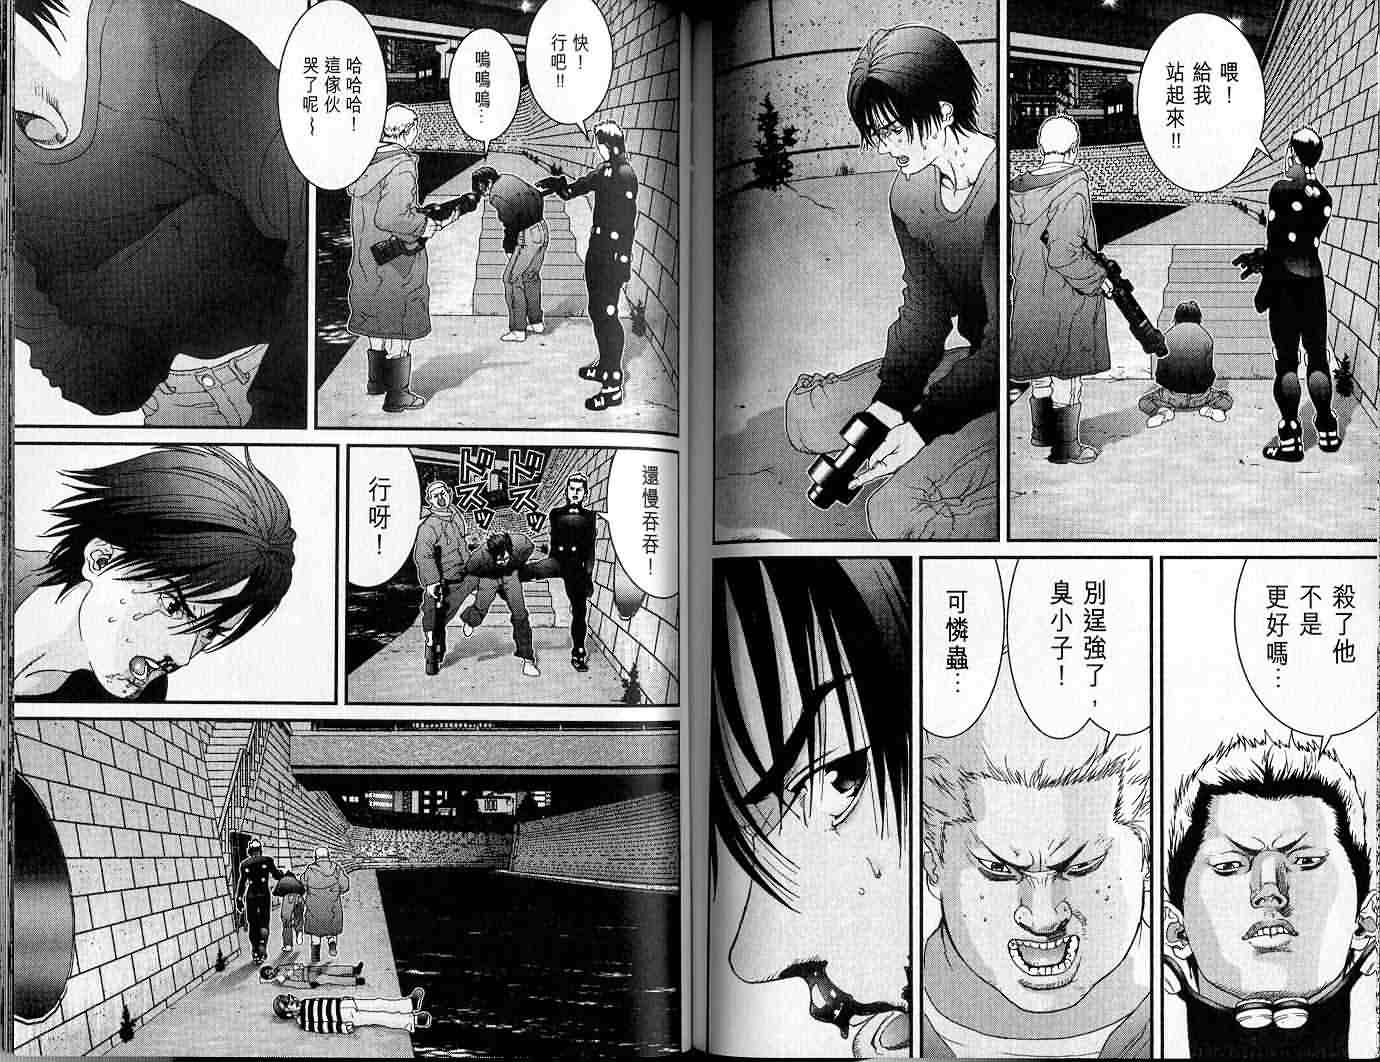 喂！
給我
站起來!!
殺了他
不是
更好嗎…
別逞強了，
臭小子！
可憐蟲…
快！
行吧!!
嗚嗚嗚…
哈哈哈！
這傢伙
哭了呢～
還慢吞吞！
ドスッ
ドスッ
行呀！